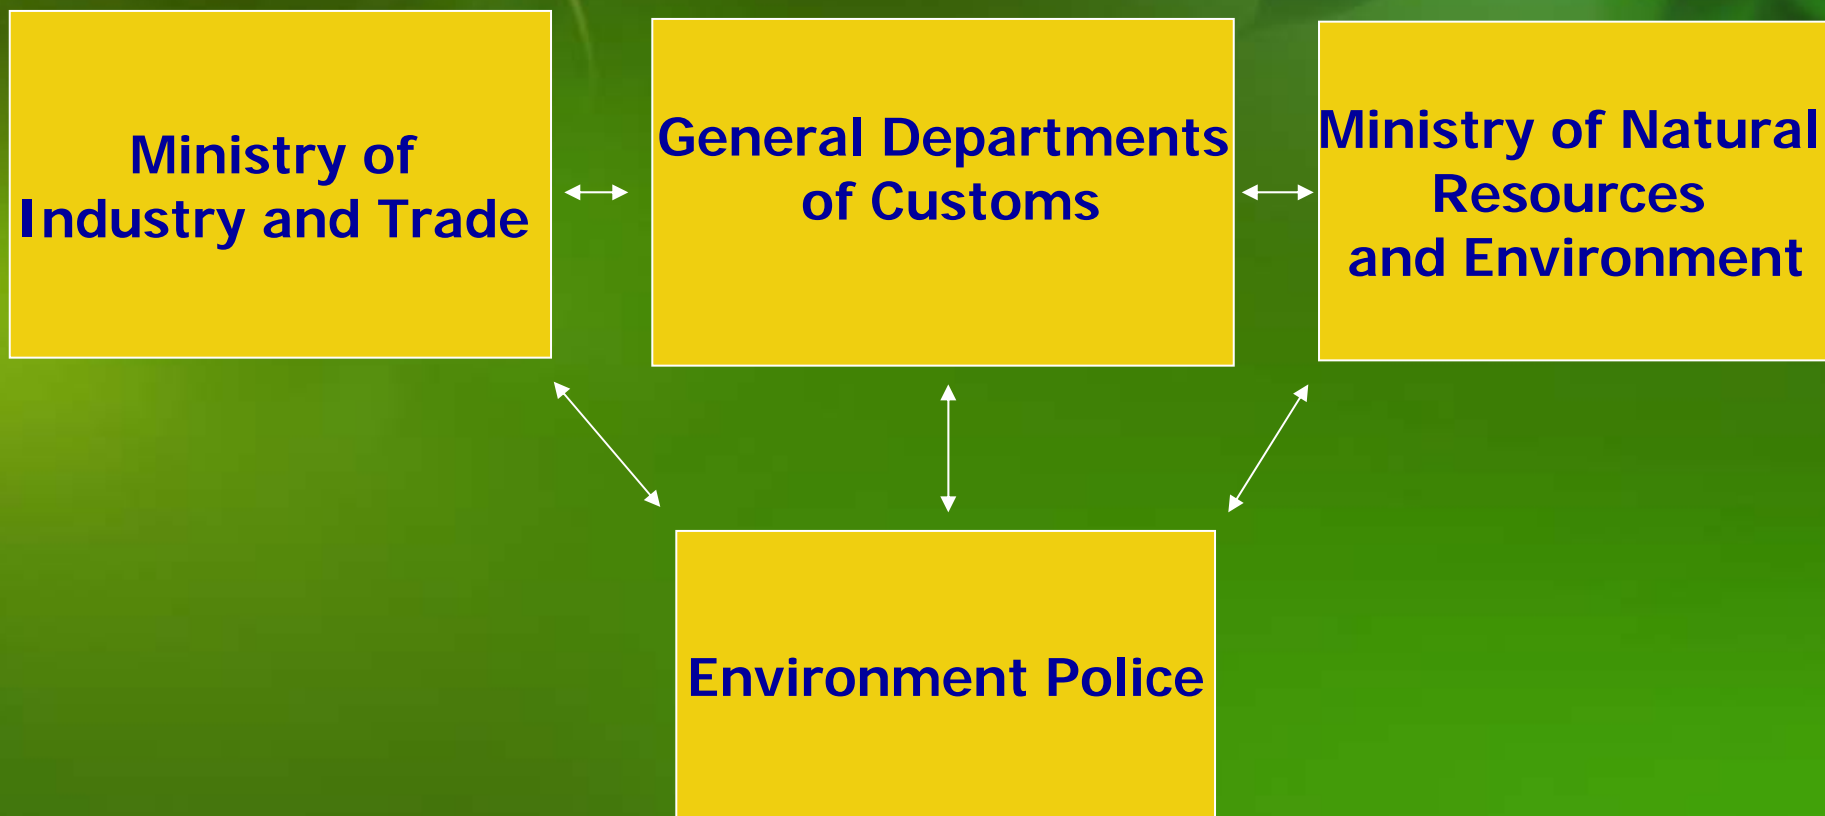 Ministry of
Industry and Trade
General Departments
of Customs
Ministry of Natural
Resources
and Environment
Environment Police